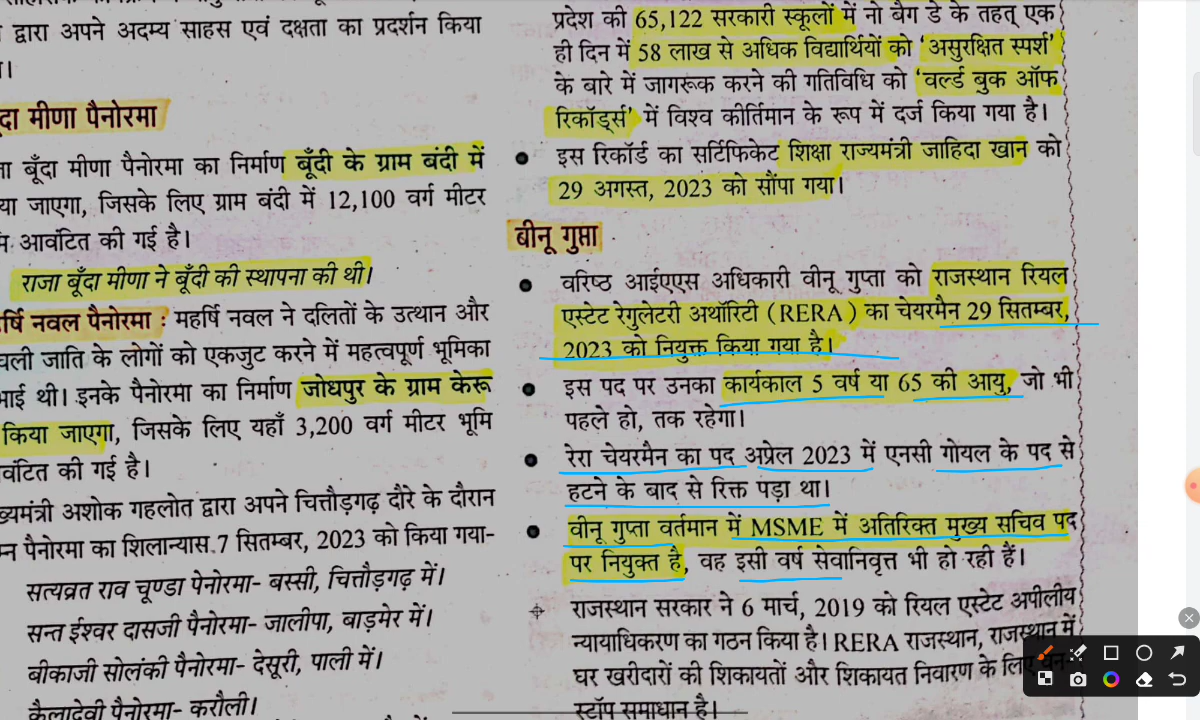 द्वारा अपने अदम्य साहस एवं दक्षता का प्रदर्शन किया
मीणा पैनोरमा
बूँदा मीणा पैनोरमा का निर्माण बूँदी के ग्राम बंदी में
जाएगा, जिसके लिए ग्राम बंदी में 12,100 वर्ग मीटर
आवंटित की गई है।
राजा बूँदा मीणा ने बूँदी की स्थापना की थी।
नवल पैनोरमा : महर्षि नवल ने दलितों के उत्थान और
जाति के लोगों को एकजुट करने में महत्वपूर्ण भूमिका
थी। इनके पैनोरमा का निर्माण जोधपुर के ग्राम केरू
किया जाएगा, जिसके लिए यहाँ 3,200 वर्ग मीटर भूमि
की गई है।
अशोक गहलोत द्वारा अपने चित्तौड़गढ़ दौरे के दौरान
पैनोरमा का शिलान्यास 7 सितम्बर, 2023 को किया गया-
सत्यव्रत राव चूण्डा पेनोरमा- बस्सी, चित्तौड़गढ़ में।
सन्त ईश्वर दासजी पैनोरमा- जालीपा, बाड़मेर में।
बीकाजी सोलंकी पैनोरमा- देसूरी, पाली में।
कैलादेवी पैनोरमा- करौली।
प्रदेश की 65,122 सरकारी स्कूलों में नो बैग डे के तहत् एक
ही दिन में 58 लाख से अधिक विद्यार्थियों को 'असुरक्षित स्पर्श'
के बारे में जागरूक करने की गतिविधि को 'वर्ल्ड बुक ऑफ
रिकॉर्ड्स' में विश्व कीर्तिमान के रूप में दर्ज किया गया है।
● इस रिकॉर्ड का सर्टिफिकेट शिक्षा राज्यमंत्री जाहिदा खान को
29 अगस्त, 2023 को सौंपा गया।
बीनू गुप्ता
● वरिष्ठ आईएएस अधिकारी वीनू गुप्ता को राजस्थान रियल
एस्टेट रेगुलेटरी अथॉरिटी (RERA) का चेयरमैन 29 सितम्बर,
2023 को नियुक्त किया गया है।
● इस पद पर उनका कार्यकाल 5 वर्ष या 65 की आयु, जो भी
पहले हो, तक रहेगा।
● रेरा चेयरमैन का पद अप्रेल 2023 में एनसी गोयल के पद से
हटने के बाद से रिक्त पड़ा था।
● वीनू गुप्ता वर्तमान में MSME में अतिरिक्त मुख्य सचिव पद
पर नियुक्त है, वह इसी वर्ष सेवानिवृत्त भी हो रही हैं।
राजस्थान सरकार ने 6 मार्च, 2019 को रियल एस्टेट अपीलीय
न्यायाधिकरण का गठन किया है। RERA राजस्थान, राजस्थान में
घर खरीदारों की शिकायतों और शिकायत निवारण के लिए
स्टॉप समाधान है।